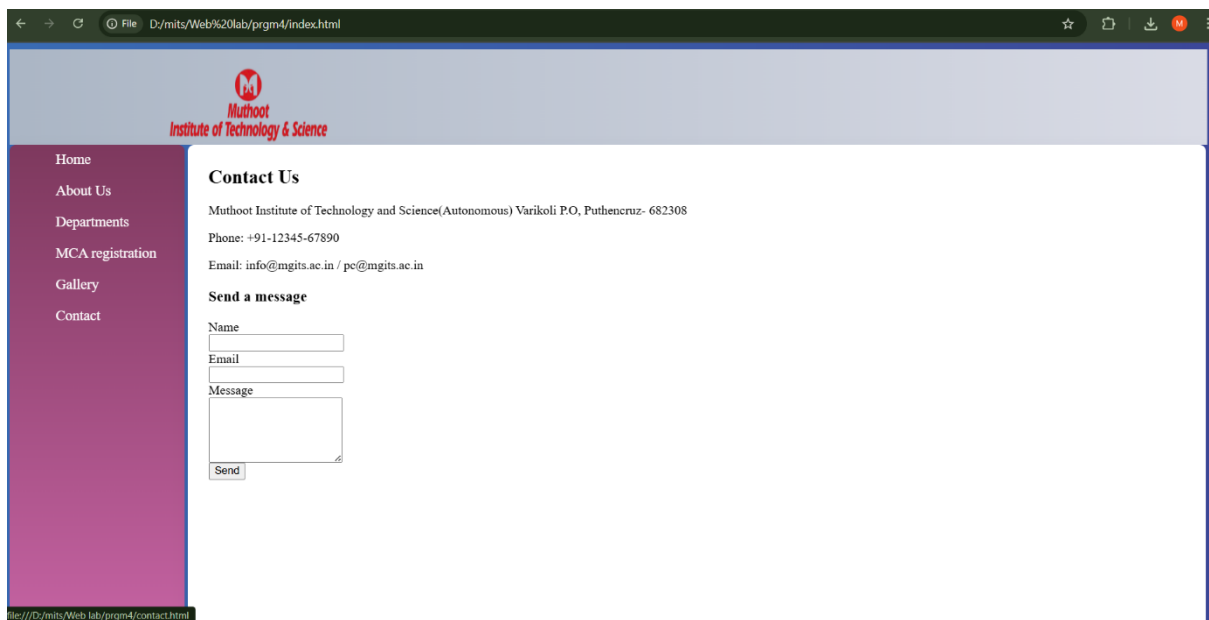 File D:/mits/Web%20lab/prgm4/index.html
M
Muthoot
Institute of Technology & Science
Home
About Us
Departments
MCA registration
Gallery
Contact
Contact Us
Muthoot Institute of Technology and Science(Autonomous) Varikoli P.O, Puthencruz- 682308
Phone: +91-12345-67890
Email: info@mgits.ac.in / pc@mgits.ac.in
Send a message
Name
Email
Message
Send
file:///D:/mits/Web lab/prgm4/contact.html